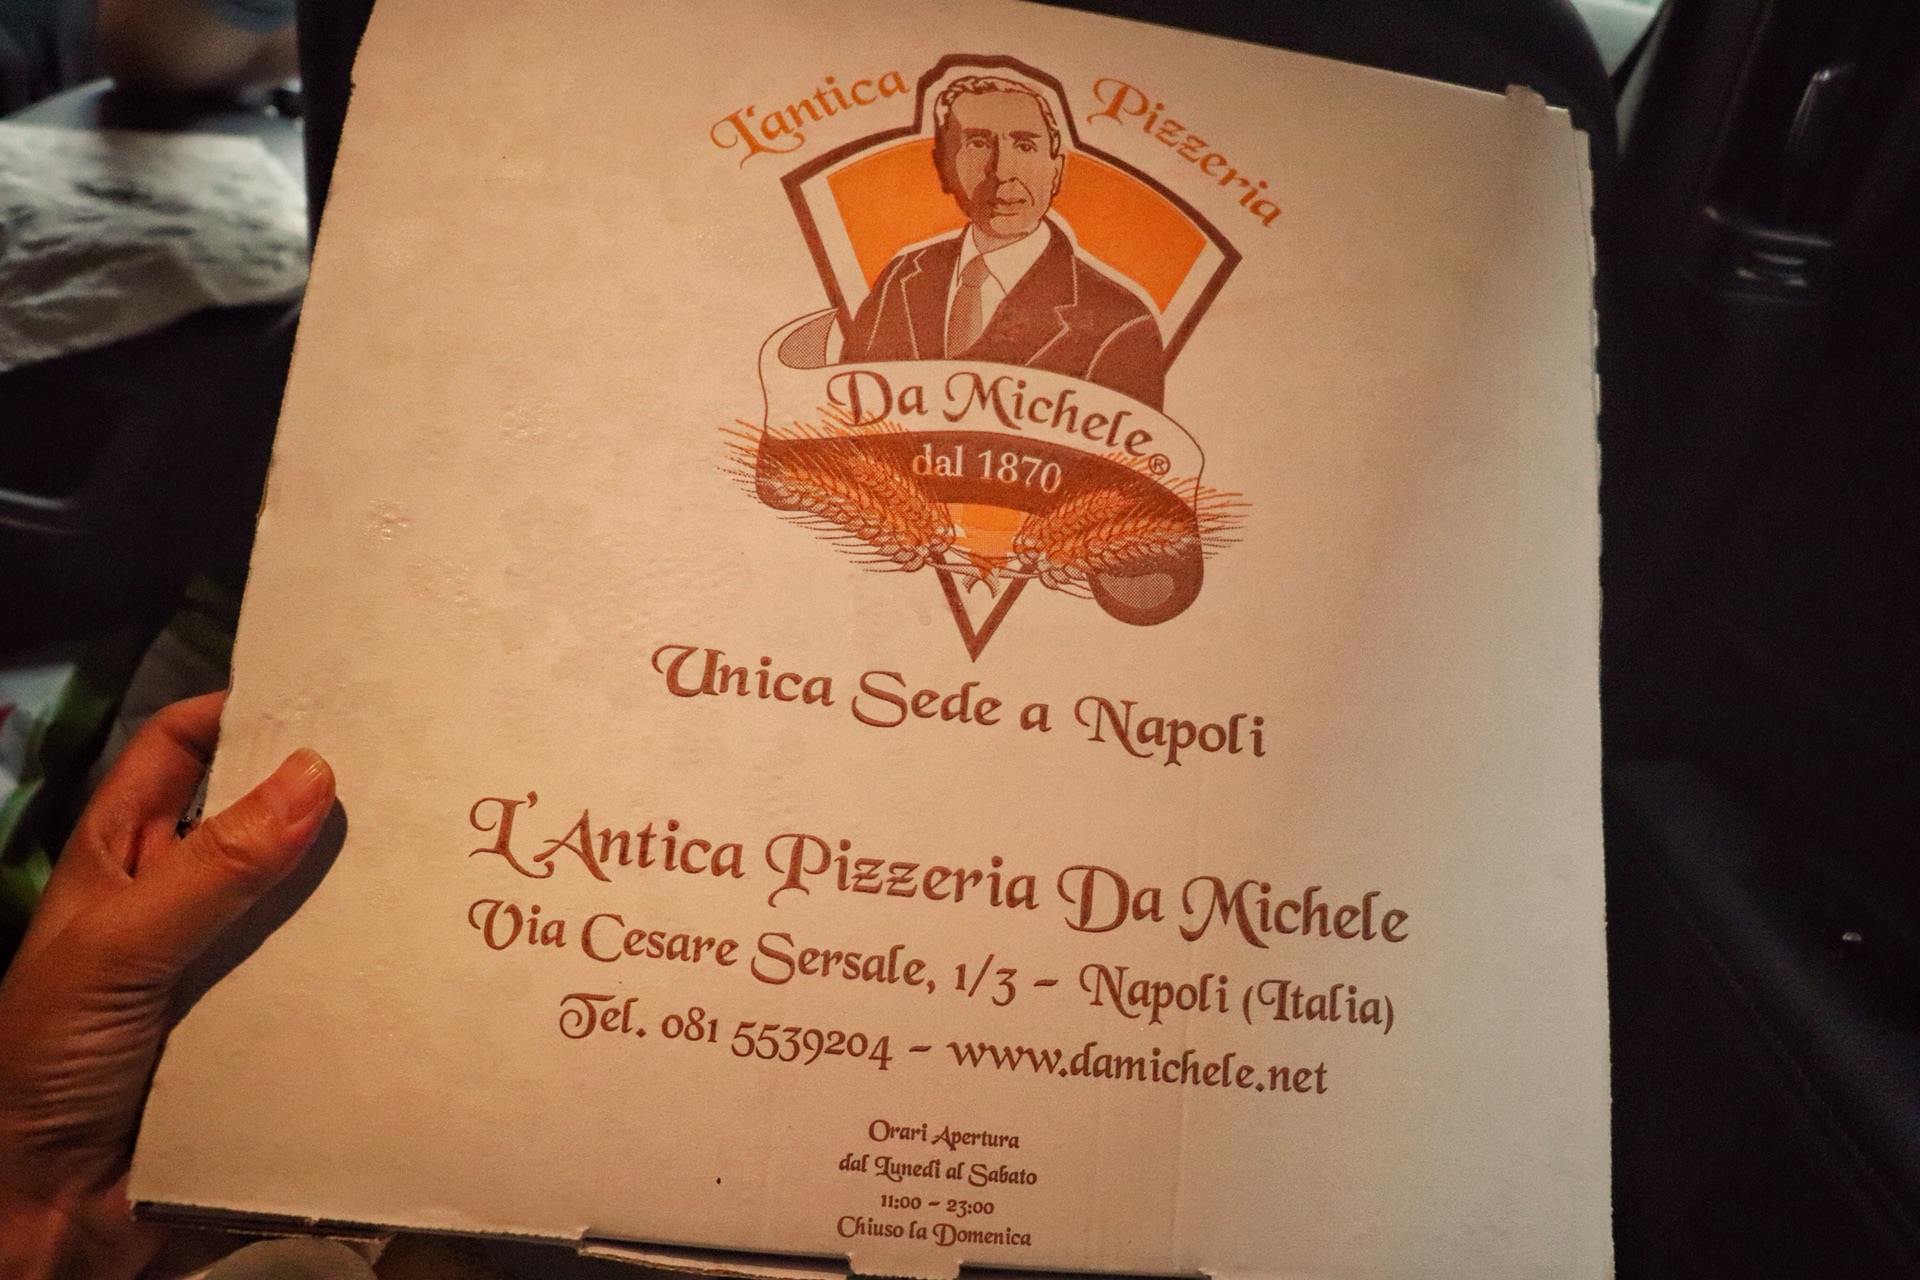 L'antica Pizzeria
Da Michele®
dal 1870
Unica Sede a Napoli
L'Antica Pizzeria Da Michele
Via Cesare Sersale, 1/3 - Napoli (Italia)
Tel. 081 5539204 - www.damichele.net
Orari Apertura
dal Lunedì al Sabato
11:00 - 23:00
Chiuso la Domenica